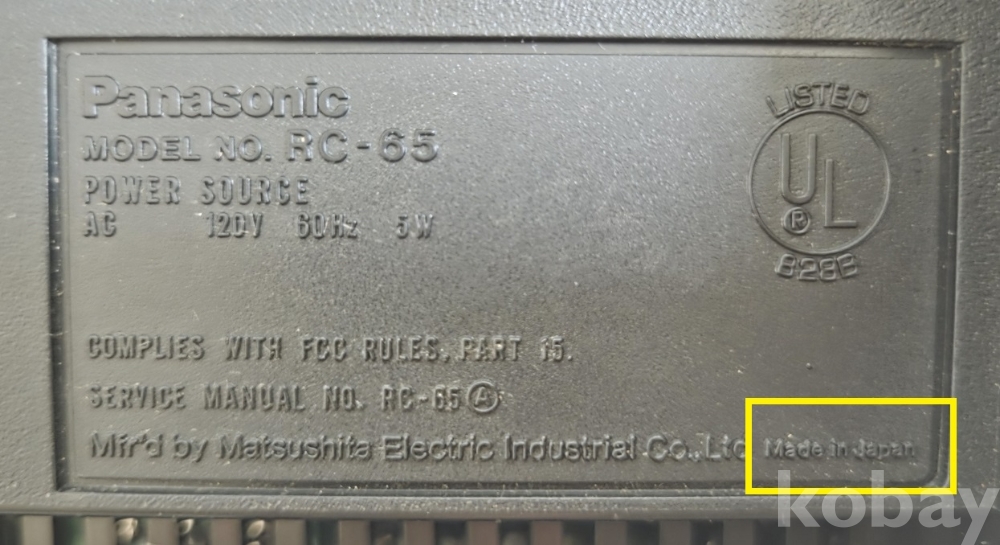 Panasonic
MODEL NO. RC-65
POWER SOURCE
AC 120V 60Hz 5W
LISTED
UL
®
828B
COMPLIES WITH FCC RULES, PART 15.
SERVICE MANUAL NO. RC-65 Ⓐ
Mfr'd by Matsushita Electric Industrial Co., Ltd Made in Japan
kobay